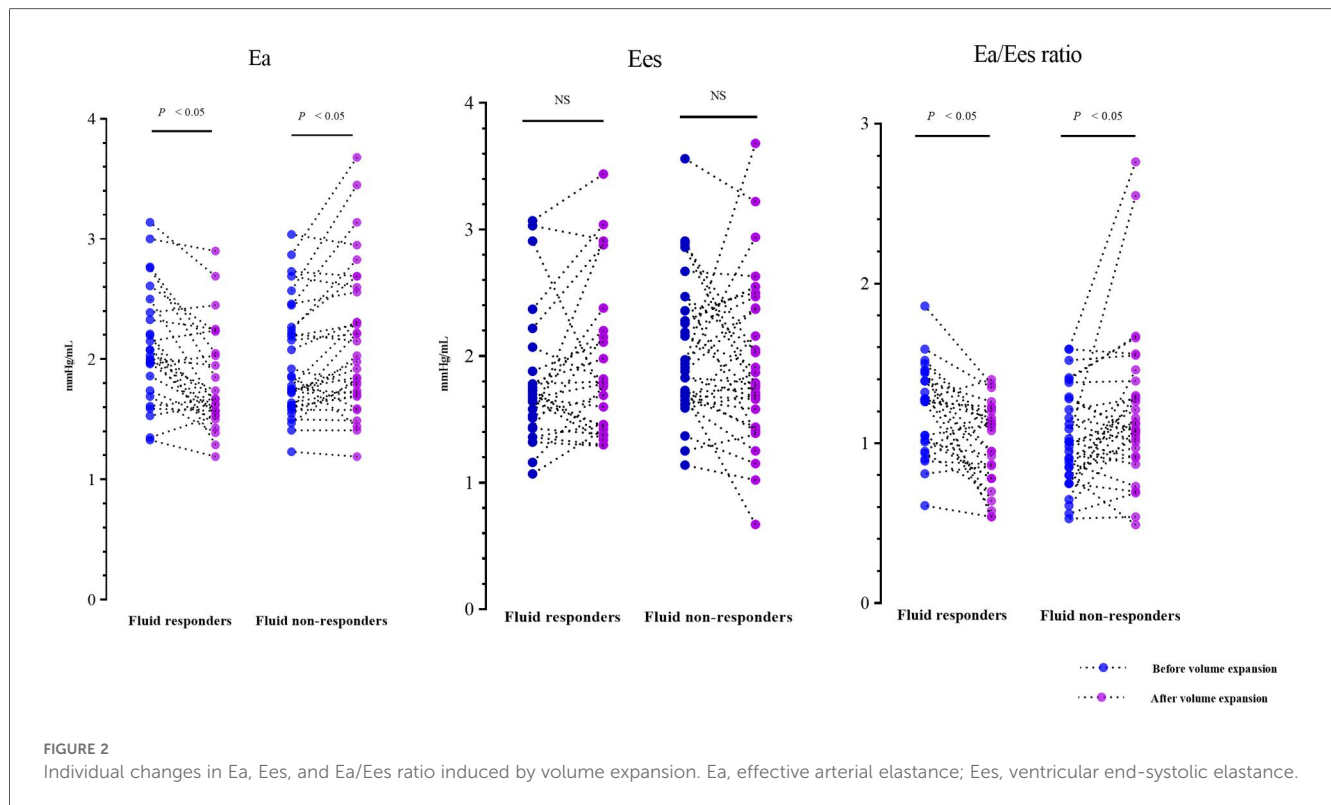 Ea
P < 0.05
P < 0.05
4
3
2
1
0
mmHg/mL
Fluid responders
Fluid non-responders
Ees
NS
NS
4
3
2
1
0
mmHg/mL
Fluid responders
Fluid non-responders
Ea/Ees ratio
P < 0.05
P < 0.05
3
2
1
0
Fluid responders
Fluid non-responders
Before volume expansion
After volume expansion
FIGURE 2
Individual changes in Ea, Ees, and Ea/Ees ratio induced by volume expansion. Ea, effective arterial elastance; Ees, ventricular end-systolic elastance.